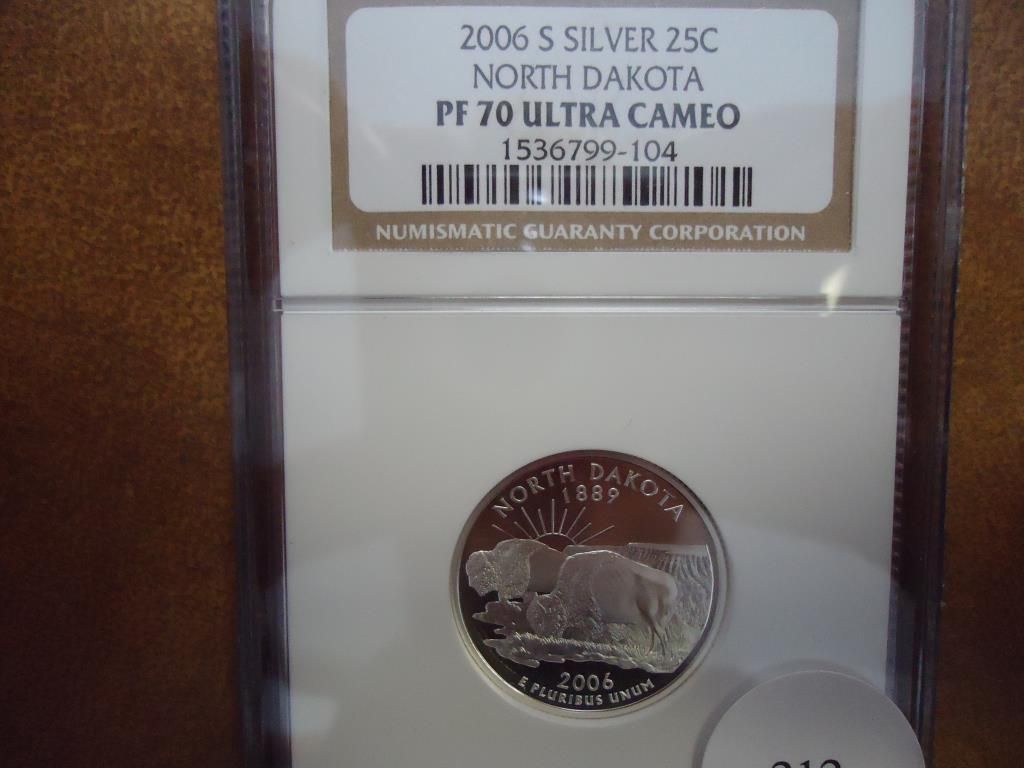 2006 S SILVER 25C
NORTH DAKOTA
PF 70 ULTRA CAMEO
1536799-104
NUMISMATIC GUARANTY CORPORATION
NORTH DAKOTA
1889
2006
E PLURIBUS UNUM